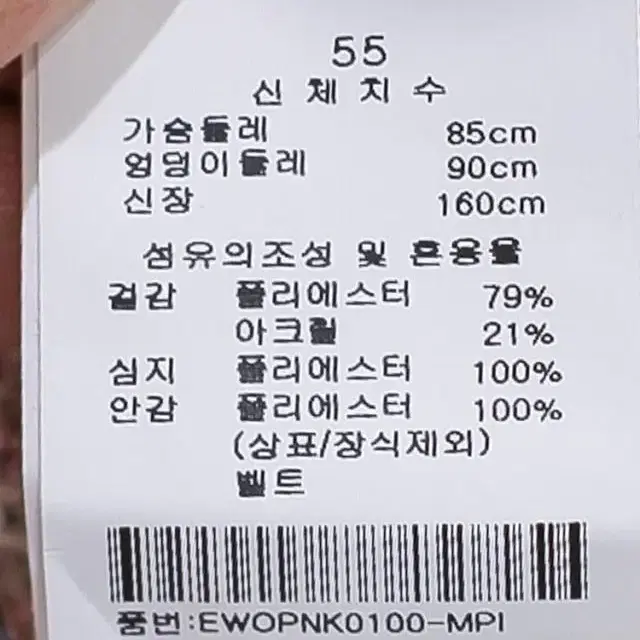 55
신체치수
가슴둘레 85cm
엉덩이둘레 90cm
신장 160cm
섬유의조성 및 혼용율
겉감 폴리에스터 79%
아크릴 21%
심지 폴리에스터 100%
안감 폴리에스터 100%
(상표/장식제외)
벨트
품번:EWOPNK0100-MPI